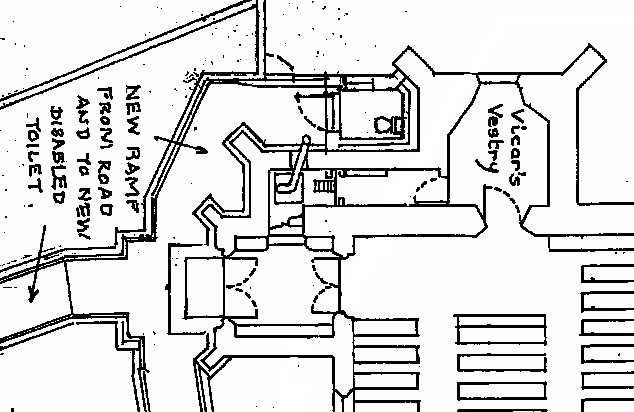 NEW RAMP
FROM ROAD
AND TO NEW
DISABLED
TOILET.
Vicar's
Vestry